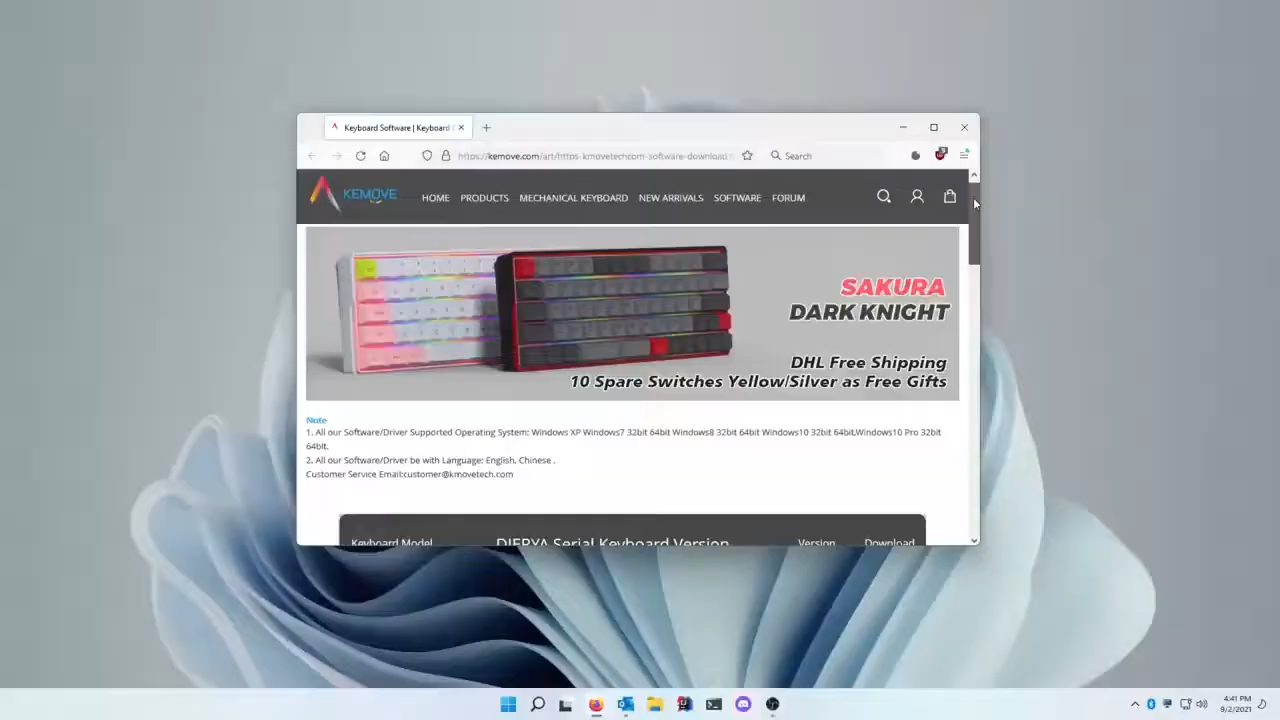 Keyboard Software | Keyboard
https://kemove.com/art/https-kmovetechcom-software-download.
Search
KEMOVE
HOME PRODUCTS MECHANICAL KEYBOARD NEW ARRIVALS SOFTWARE FORUM
SAKURA
DARK KNIGHT
DHL Free Shipping
10 Spare Switches Yellow/Silver as Free Gifts
Note
1. All our Software/Driver Supported Operating System: Windows XP Windows7 32bit 64bit Windows8 32bit 64bit Windows10 32bit 64bit,Windows10 Pro 32bit
64bit.
2. All our Software/Driver be with Language: English, Chinese .
Customer Service Email:customer@kmovetech.com
Keyboard Model DIERYA Serial Keyboard Version Version Download
4:41 PM
9/2/2021